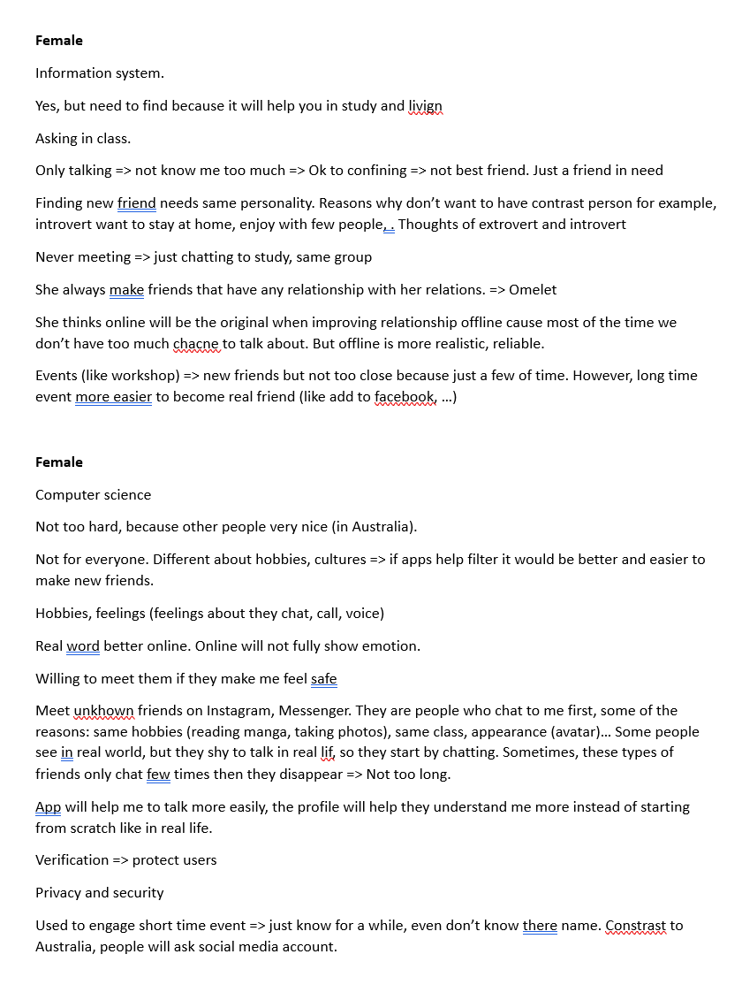 Female
Information system.
Yes, but need to find because it will help you in study and livign
Asking in class.
Only talking => not know me too much => Ok to confining => not best friend. Just a friend in need
Finding new friend needs same personality. Reasons why don't want to have contrast person for example,
introvert want to stay at home, enjoy with few people, . Thoughts of extrovert and introvert
Never meeting => just chatting to study, same group
She always make friends that have any relationship with her relations. => Omelet
She thinks online will be the original when improving relationship offline cause most of the time we
don't have too much chacne to talk about. But offline is more realistic, reliable.
Events (like workshop) => new friends but not too close because just a few of time. However, long time
event more easier to become real friend (like add to facebook, ...)
Female
Computer science
Not too hard, because other people very nice (in Australia).
Not for everyone. Different about hobbies, cultures => if apps help filter it would be better and easier to
make new friends.
Hobbies, feelings (feelings about they chat, call, voice)
Real word better online. Online will not fully show emotion.
Willing to meet them if they make me feel safe
Meet unkhown friends on Instagram, Messenger. They are people who chat to me first, some of the
reasons: same hobbies (reading manga, taking photos), same class, appearance (avatar)... Some people
see in real world, but they shy to talk in real lif, so they start by chatting. Sometimes, these types of
friends only chat few times then they disappear => Not too long.
App will help me to talk more easily, the profile will help they understand me more instead of starting
from scratch like in real life.
Verification => protect users
Privacy and security
Used to engage short time event => just know for a while, even don't know there name. Constrast to
Australia, people will ask social media account.